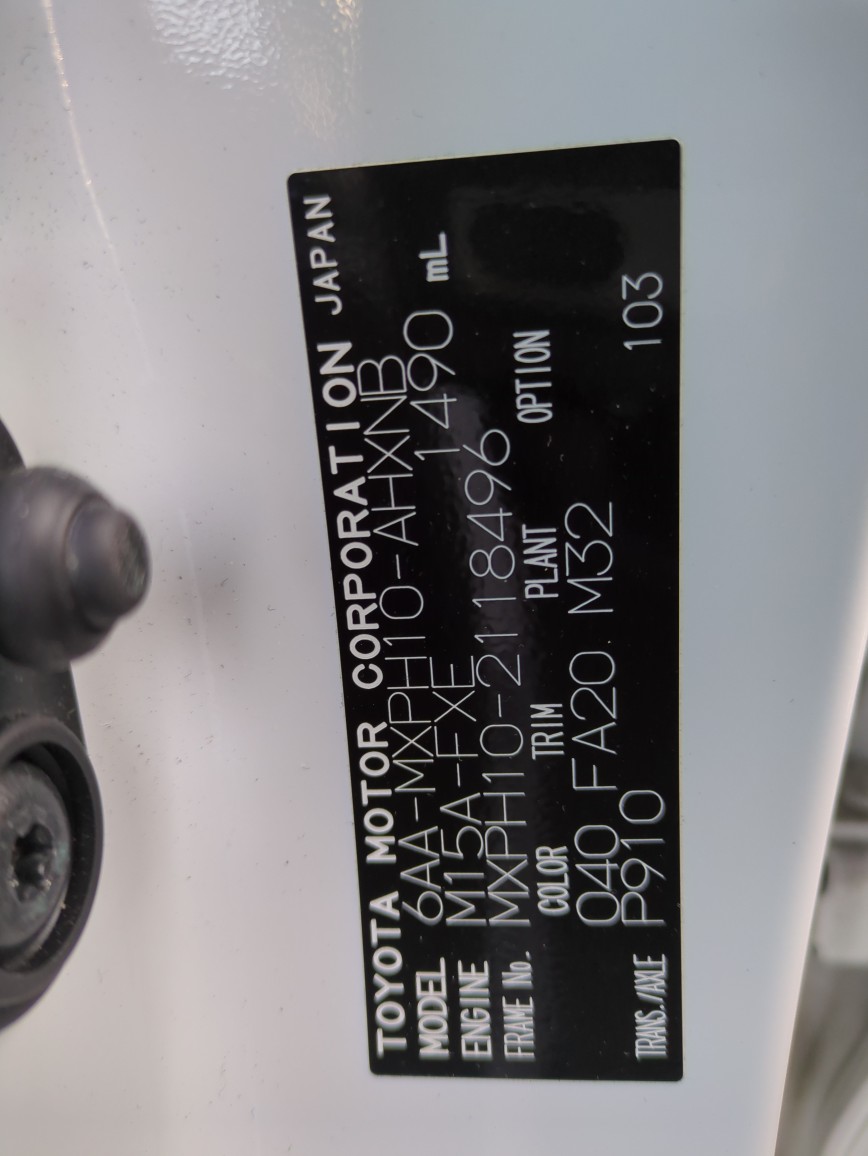 TOYOTA MOTOR CORPORATION JAPAN
MODEL 6AA-MXPH10-AHXNB
ENGINE M15A-FXE 1490 mL
FRAME No. MXPH10-2118496
COLOR TRIM PLANT OPTION
040 FA20. M32
TRANS./AXLE P910 103